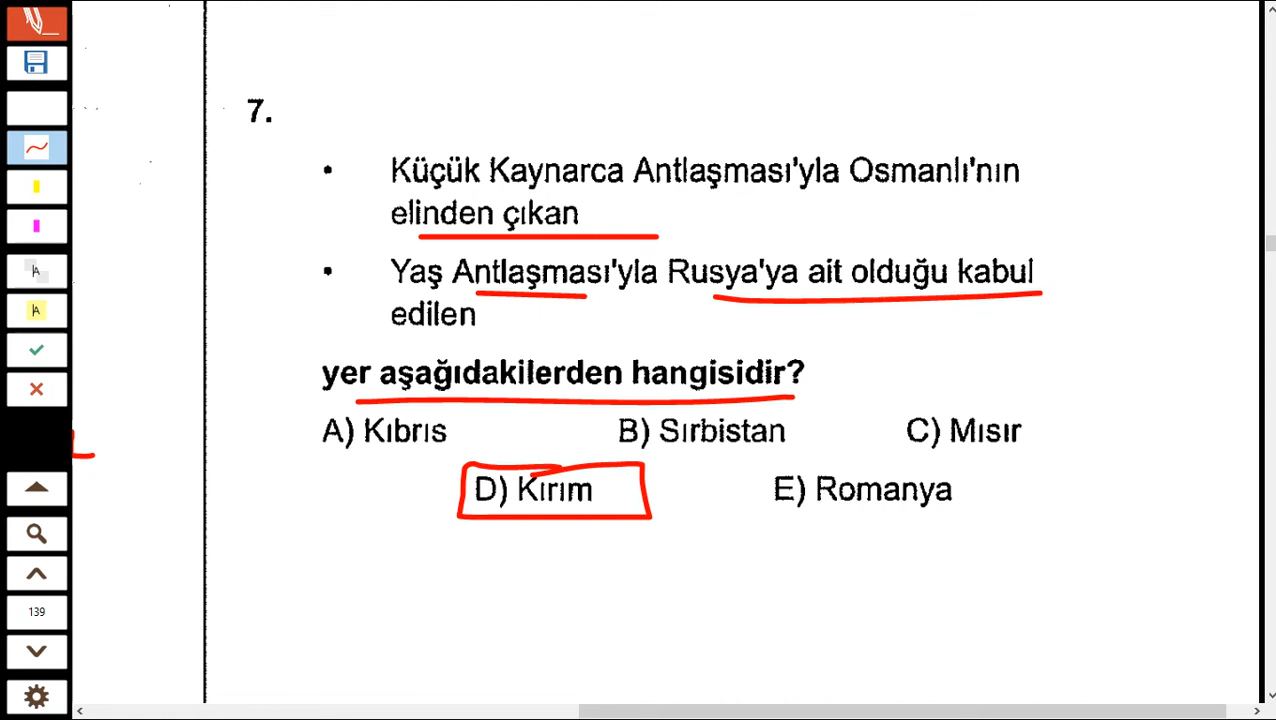 7.
• Küçük Kaynarca Antlaşması'yla Osmanlı'nın
elinden çıkan
• Yaş Antlaşması'yla Rusya'ya ait olduğu kabul
edilen
yer aşağıdakilerden hangisidir?
A) Kıbrıs B) Sırbistan C) Mısır
D) Kırım E) Romanya
A
A
139